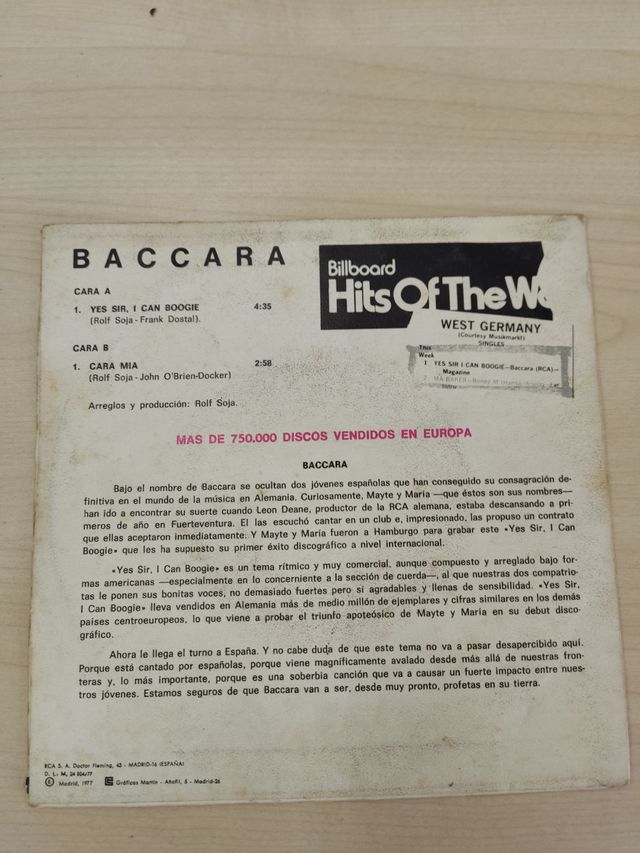 BACCARA
CARA A
1. YES SIR, I CAN BOOGIE 4:35
(Rolf Soja - Frank Dostal).
CARA B
1. CARA MIA 2:58
(Rolf Soja - John O'Brien-Docker)
Arreglos y producción: Rolf Soja.
Billboard
Hits Of The Wo
WEST GERMANY
(Courtesy Musikmarkt)
SINGLES
This
Week
1 YES SIR I CAN BOOGIE—Baccara (RCA)—
Magazine
MA BAKER—Boney M
MAS DE 750.000 DISCOS VENDIDOS EN EUROPA
BACCARA
Bajo el nombre de Baccara se ocultan dos jóvenes españolas que han conseguido su consagración de-
finitiva en el mundo de la música en Alemania. Curiosamente, Mayte y María —que éstos son sus nombres—
han ido a encontrar su suerte cuando Leon Deane, productor de la RCA alemana, estaba descansando a pri-
meros de año en Fuerteventura. El las escuchó cantar en un club e, impresionado, las propuso un contrato
que ellas aceptaron inmediatamente. Y Mayte y María fueron a Hamburgo para grabar este «Yes Sir, I Can
Boogie» que les ha supuesto su primer éxito discográfico a nivel internacional.
«Yes Sir, I Can Boogie» es un tema rítmico y muy comercial, aunque compuesto y arreglado bajo for-
mas americanas —especialmente en lo concerniente a la sección de cuerda—, al que nuestras dos compatrio-
tas le ponen sus bonitas voces, no demasiado fuertes pero si agradables y llenas de sensibilidad. «Yes Sir,
I Can Boogie» lleva vendidos en Alemania más de medio millón de ejemplares y cifras similares en los demás
países centroeuropeos, lo que viene a probar el triunfo apoteósico de Mayte y María en su debut disco-
gráfico.
Ahora le llega el turno a España. Y no cabe duda de que este tema no va a pasar desapercibido aquí.
Porque está cantado por españolas, porque viene magníficamente avalado desde más allá de nuestras fron-
teras y, lo más importante, porque es una soberbia canción que va a causar un fuerte impacto entre nues-
tros jóvenes. Estamos seguros de que Baccara van a ser, desde muy pronto, profetas en su tierra.
RCA S. A. Doctor Fleming, 43 - MADRID-16 (ESPAÑA)
D. L.: M. 24 804/77
Madrid, 1977 Gráficas Martín - Altafil, 5 - Madrid-26